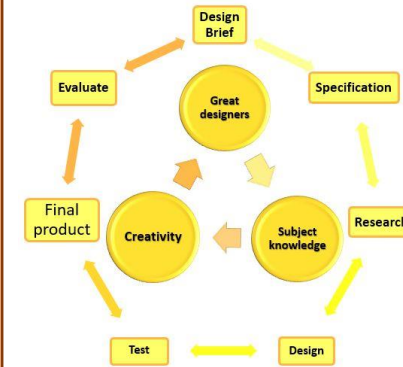 Design
Brief
Evaluate
Specification
Great
designers
Final
product
Creativity
Subject
knowledge
Research
Test
Design